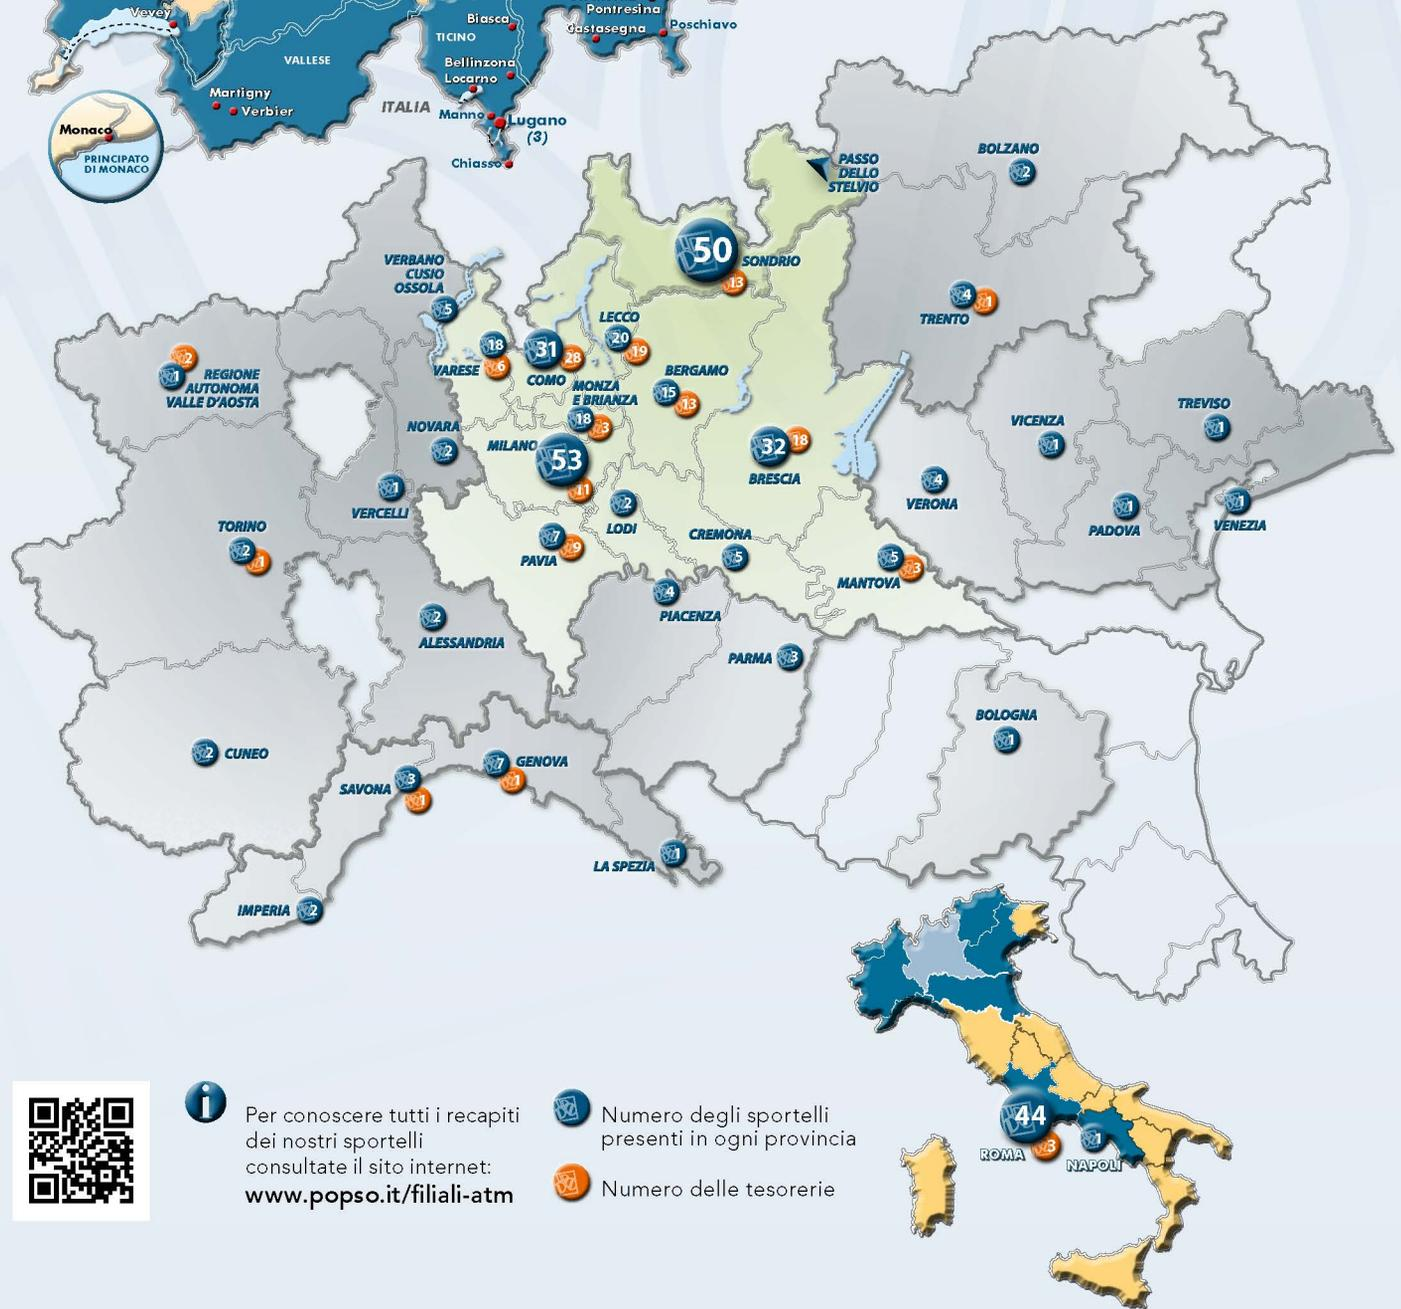 Vevey
VALLESE
Martigny
Verbier
Monaco
PRINCIPATO
DI MONACO
ITALIA
Biasca
TICINO
Bellinzona
Locarno
Manno
Lugano
(3)
Chiasso
Pontresina
Castasegna
Poschiavo
PASSO
DELLO
STELVIO
BOLZANO
2
50
SONDRIO
13
VERBANO
CUSIO
OSSOLA
5
4
1
TRENTO
LECCO
20
19
18
VARESE
6
31
28
COMO
2
1
REGIONE
AUTONOMA
VALLE D'AOSTA
BERGAMO
15
13
MONZA
E BRIANZA
18
3
MILANO
53
11
NOVARA
2
32
18
BRESCIA
VICENZA
1
TREVISO
1
4
VERONA
1
VERCELLI
2
LODI
1
PADOVA
1
VENEZIA
TORINO
2
1
7
9
PAVIA
CREMONA
5
5
3
MANTOVA
4
PIACENZA
2
ALESSANDRIA
PARMA
3
BOLOGNA
1
2
CUNEO
7
GENOVA
1
SAVONA
3
1
LA SPEZIA
1
IMPERIA
2
44
ROMA
3
1
NAPOLI
i
Per conoscere tutti i recapiti
dei nostri sportelli
consultate il sito internet:
www.popso.it/filiali-atm
Numero degli sportelli
presenti in ogni provincia
Numero delle tesorerie